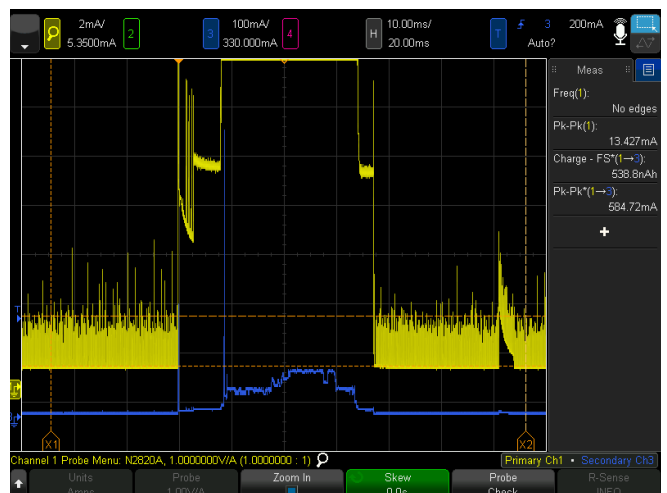 2mA/
5.3500mA
2
3
100mA/
330.000mA
4
H
10.00ms/
20.00ms
T
3
200mA
Auto?
Meas
Freq(1):
No edges
Pk-Pk(1):
13.427mA
Charge - FS*(1→3):
538.8nAh
Pk-Pk*(1→3):
584.72mA
+
T
X1
X2
Channel 1 Probe Menu: N2820A, 1.0000000V/A (1.0000000 : 1)
Primary Ch1 • Secondary Ch3
Units
Amps
Probe
1.00V/A
Zoom In
Skew
0.0s
Probe
Check
R-Sense
INFO